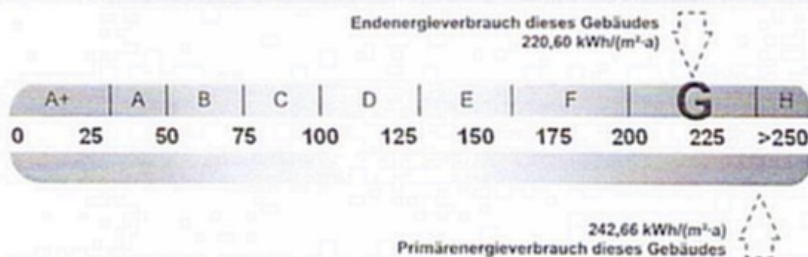 Endenergieverbrauch dieses Gebäudes
220,60 kWh/(m²·a)
A+ A B C D E F G H
0 25 50 75 100 125 150 175 200 225 >250
242,66 kWh/(m²·a)
Primärenergieverbrauch dieses Gebäudes